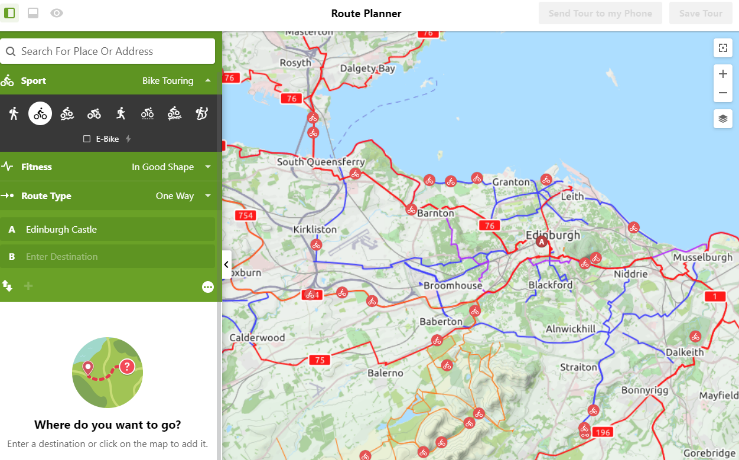 Route Planner
Send Tour to my Phone
Save Tour
Search For Place Or Address
Sport
Bike Touring
E-Bike
Fitness
In Good Shape
Route Type
One Way
A Edinburgh Castle
B Enter Destination
Where do you want to go?
Enter a destination or click on the map to add it.
Masterton
76
Rosyth
Dalgety Bay
76
76
South Queensferry
Granton
Leith
Barnton
754
76
Kirkliston
Edinburgh
A
Musselburgh
Niddrie
Broomhouse
Blackford
1
Baberton
Alnwickhill
Calderwood
75
Dalkeith
Straiton
Balerno
Bonnyrigg
Mayfield
196
Gorebridge